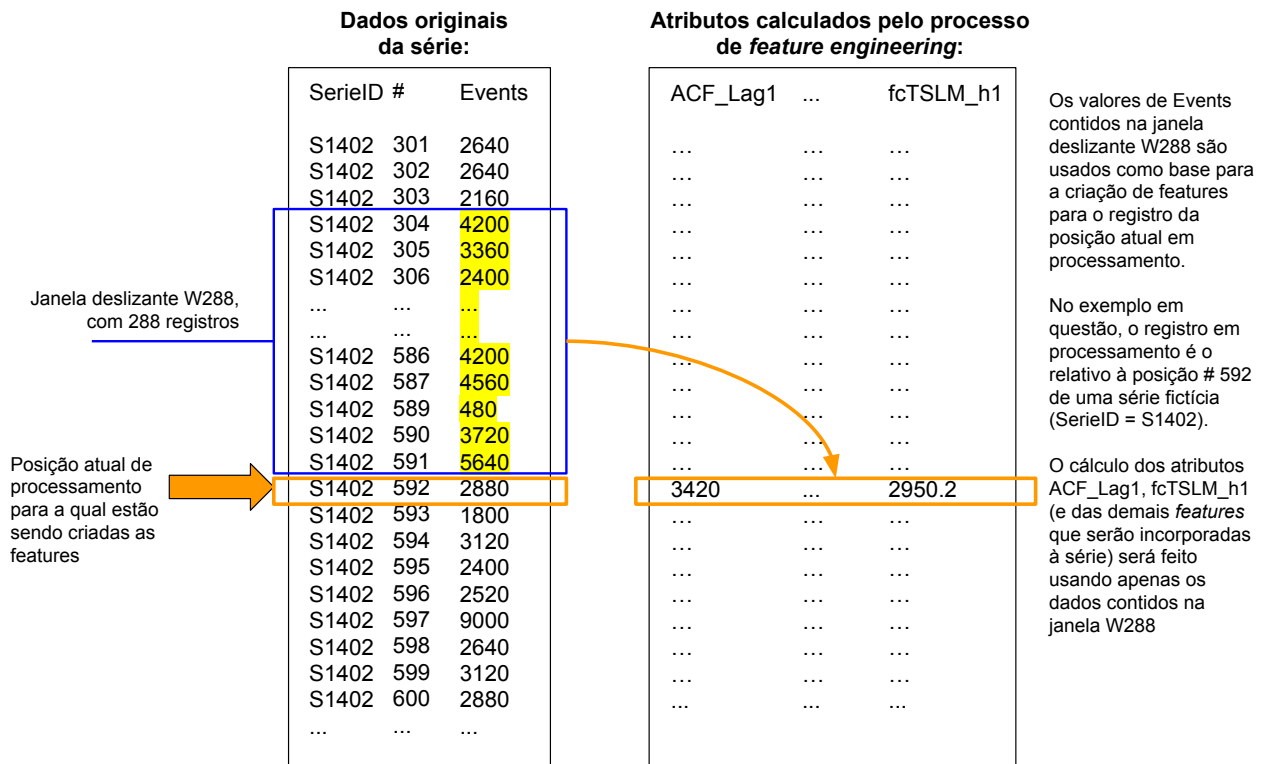 Dados originais
da série:
Atributos calculados pelo processo
de feature engineering:
SerieID # Events
S1402 301 2640
S1402 302 2640
S1402 303 2160
S1402 304 4200
S1402 305 3360
S1402 306 2400
... ... ...
... ... ...
S1402 586 4200
S1402 587 4560
S1402 589 480
S1402 590 3720
S1402 591 5640
S1402 592 2880
S1402 593 1800
S1402 594 3120
S1402 595 2400
S1402 596 2520
S1402 597 9000
S1402 598 2640
S1402 599 3120
S1402 600 2880
... ... ...
ACF_Lag1 ... fcTSLM_h1
… … …
… … …
… … …
… … …
… … …
… … …
… … …
… … …
… … …
… … …
… … …
… … …
… … …
3420 ... 2950.2
… … …
… … …
… … …
… … …
… … …
… … …
… … …
... ... ...
Janela deslizante W288,
com 288 registros
Posição atual de
processamento
para a qual estão
sendo criadas as
features
Os valores de Events
contidos na janela
deslizante W288 são
usados como base para
a criação de features
para o registro da
posição atual em
processamento.
No exemplo em
questão, o registro em
processamento é o
relativo à posição # 592
de uma série fictícia
(SerieID = S1402).
O cálculo dos atributos
ACF_Lag1, fcTSLM_h1
(e das demais features
que serão incorporadas
à série) será feito
usando apenas os
dados contidos na
janela W288